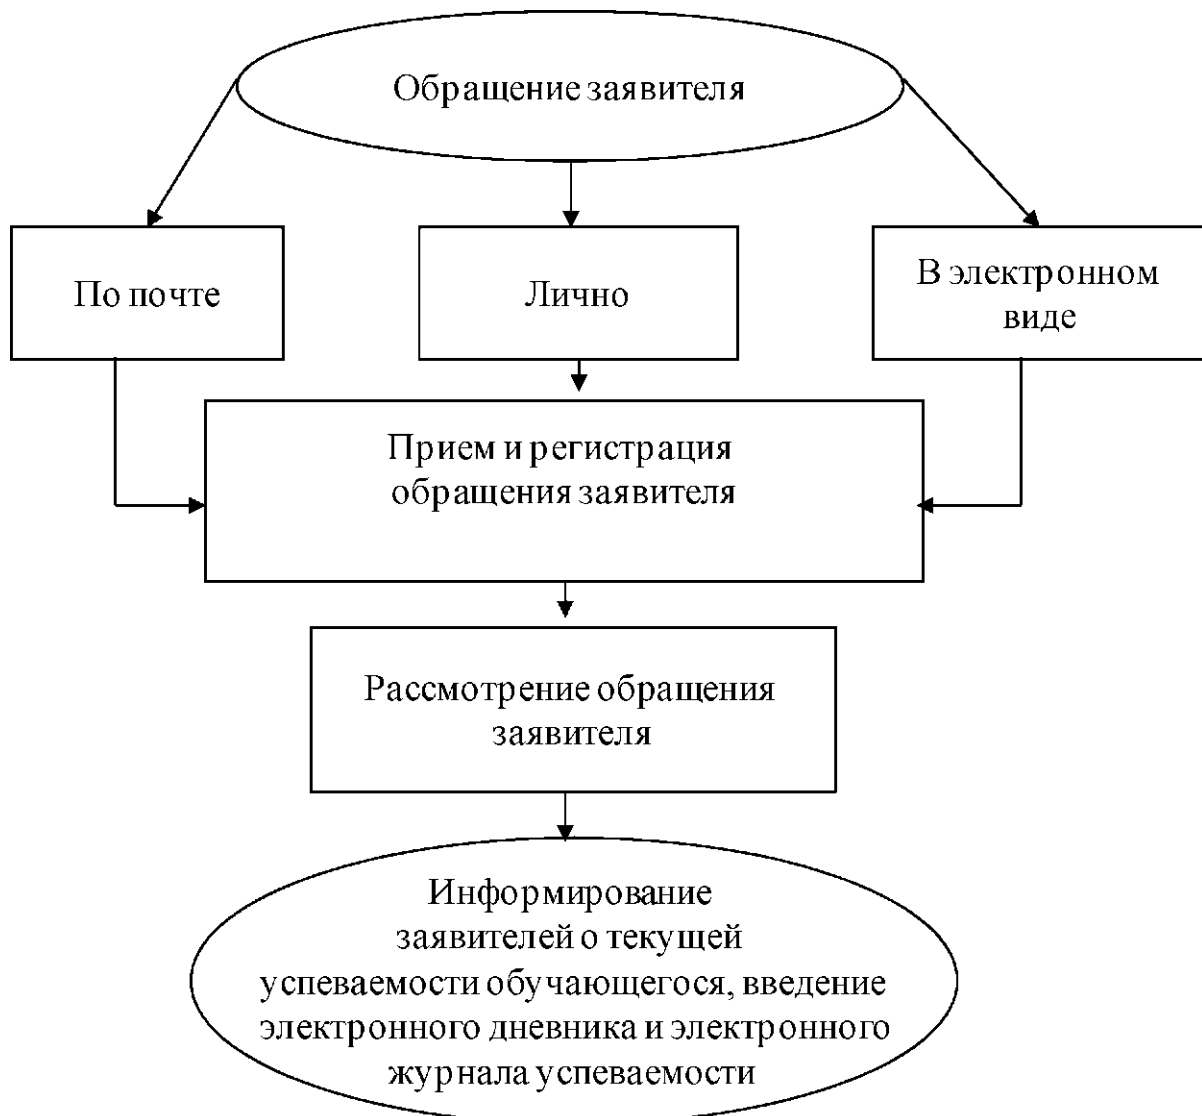 Обращение заявителя
По почте
Лично
В электронном
виде
Прием и регистрация
обращения заявителя
Рассмотрение обращения
заявителя
Информирование
заявителей о текущей
успеваемости обучающегося, введение
электронного дневника и электронного
журнала успеваемости